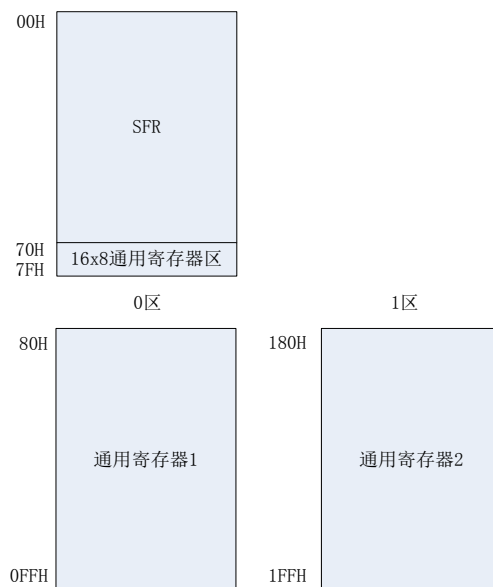 00H
SFR
70H
16x8通用寄存器区
7FH
0区
1区
80H
180H
通用寄存器1
通用寄存器2
0FFH
1FFH